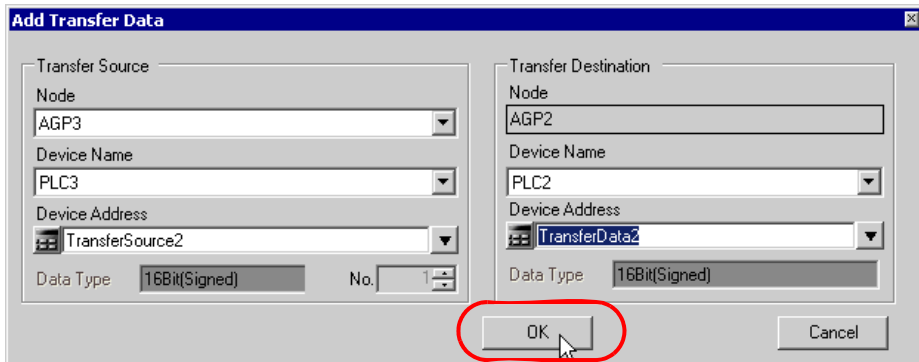 Add Transfer Data
Transfer Source
Node
AGP3
Device Name
PLC3
Device Address
TransferSource2
Data Type 16Bit(Signed) No. 1
Transfer Destination
Node
AGP2
Device Name
PLC2
Device Address
TransferData2
Data Type 16Bit(Signed)
OK Cancel